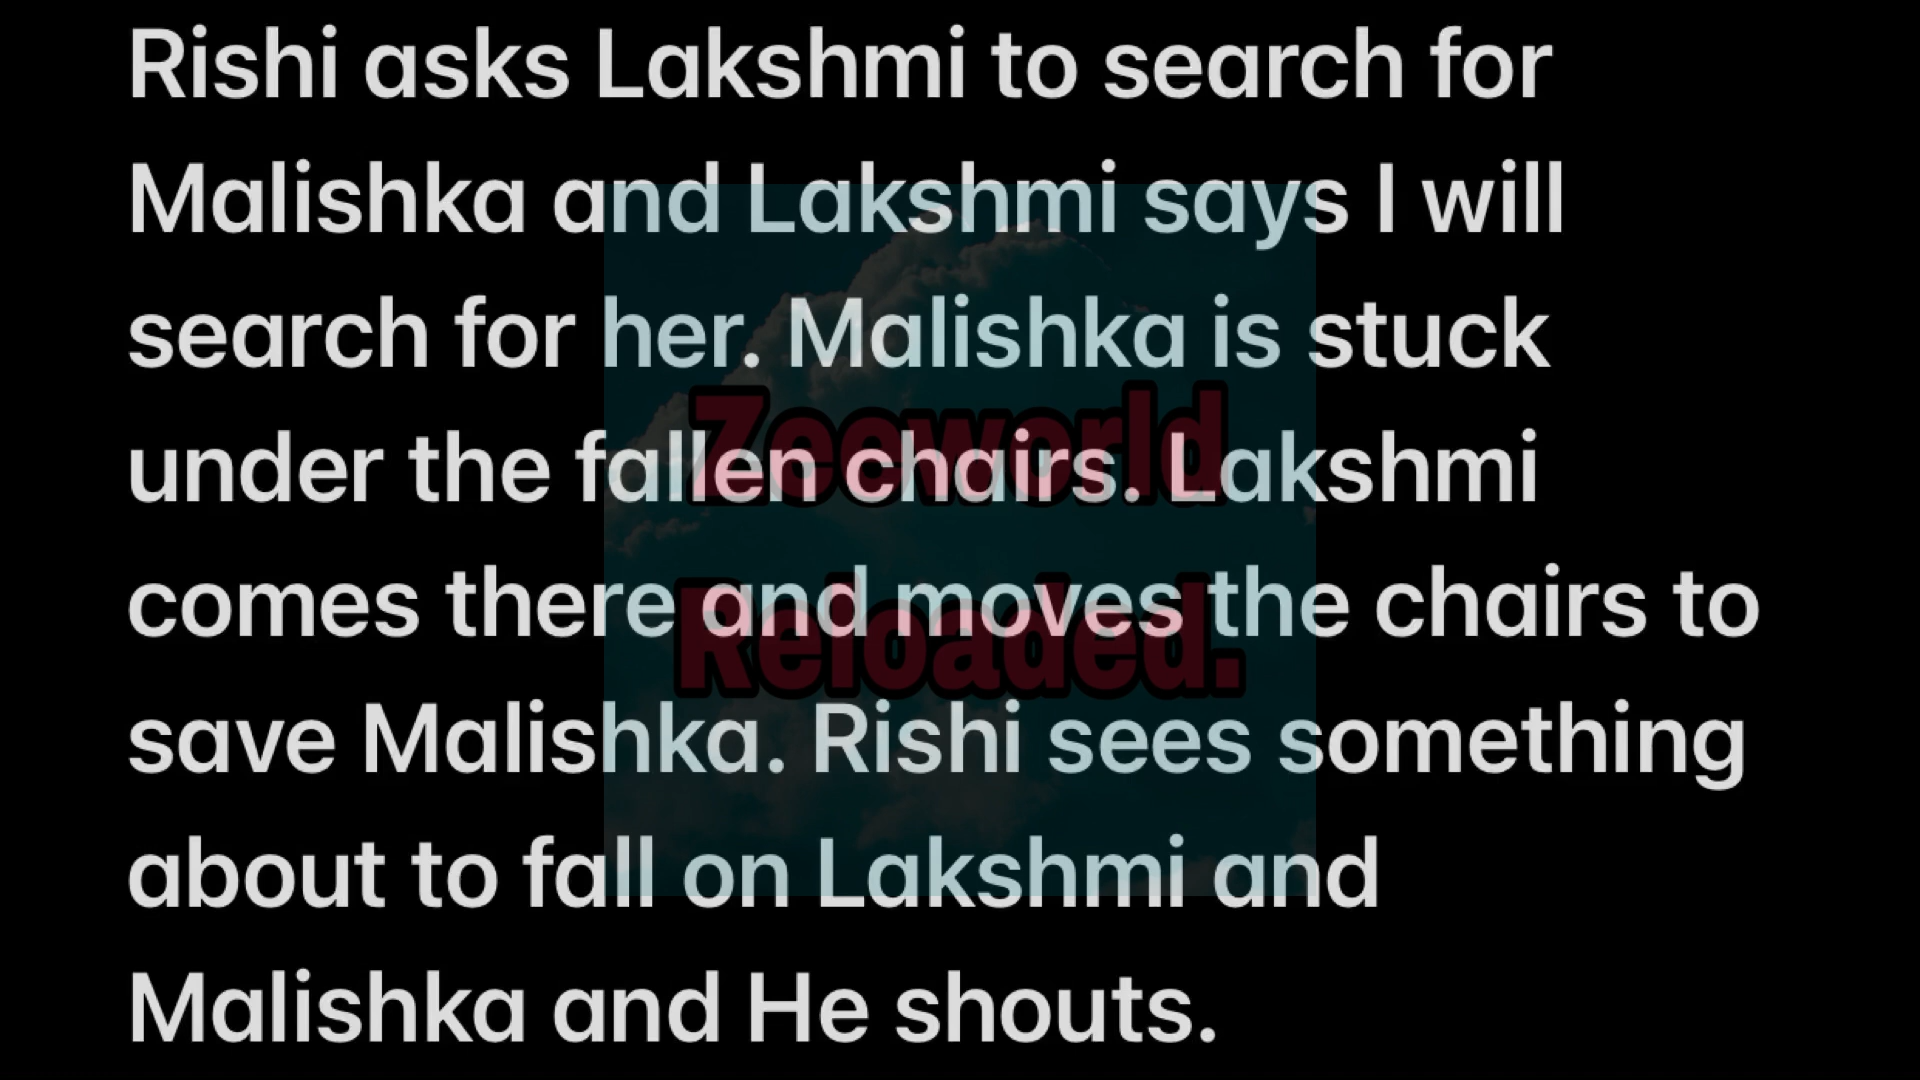 Rishi asks Lakshmi to search for
Malishka and Lakshmi says I will
search for her. Malishka is stuck
under the fallen chairs. Lakshmi
comes there and moves the chairs to
save Malishka. Rishi sees something
about to fall on Lakshmi and
Malishka and He shouts.
Zeeworld
Reloaded.